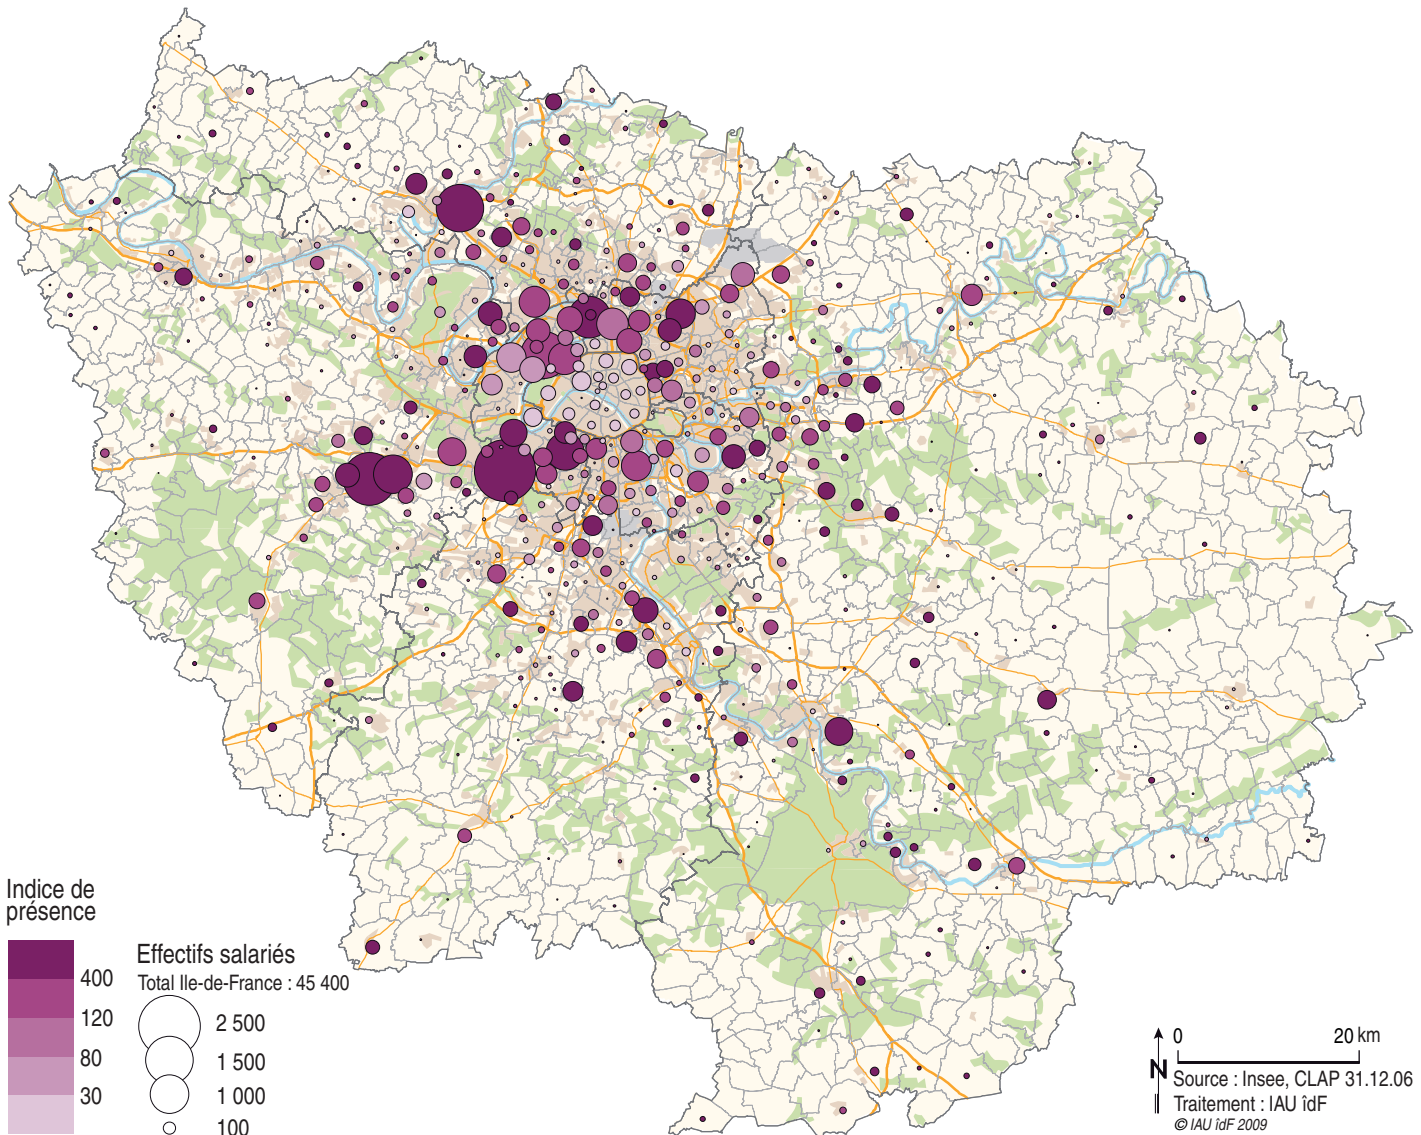 Indice de
présence
400
120
80
30
Effectifs salariés
Total Ile-de-France : 45 400
2 500
1 500
1 000
100
0 20 km
N
Source : Insee, CLAP 31.12.06
Traitement : IAU îdF
© IAU îdF 2009